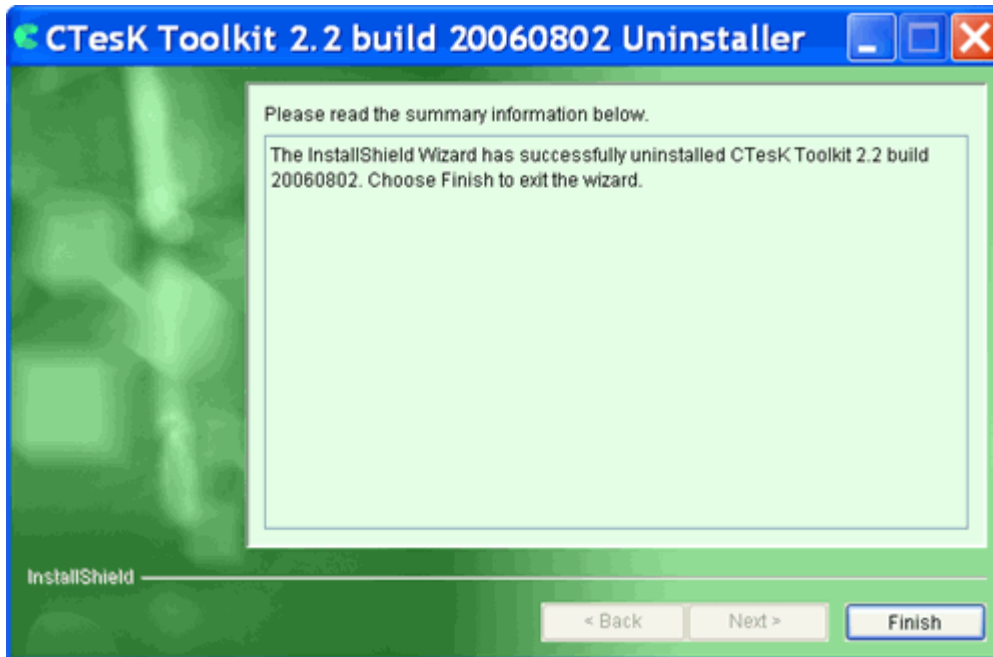 CTesK Toolkit 2.2 build 20060802 Uninstaller
Please read the summary information below.
The InstallShield Wizard has successfully uninstalled CTesK Toolkit 2.2 build
20060802. Choose Finish to exit the wizard.
InstallShield
< Back
Next >
Finish